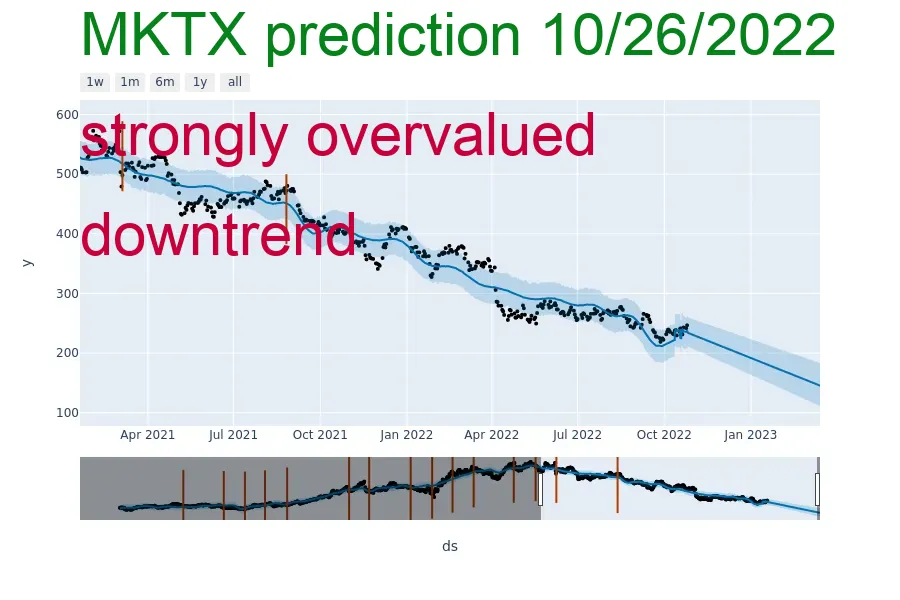 MKTX prediction 10/26/2022
1w 1m 6m 1y all
600
strongly overvalued
500
downtrend
400
y
300
200
100
Apr 2021 Jul 2021 Oct 2021 Jan 2022 Apr 2022 Jul 2022 Oct 2022 Jan 2023
ds